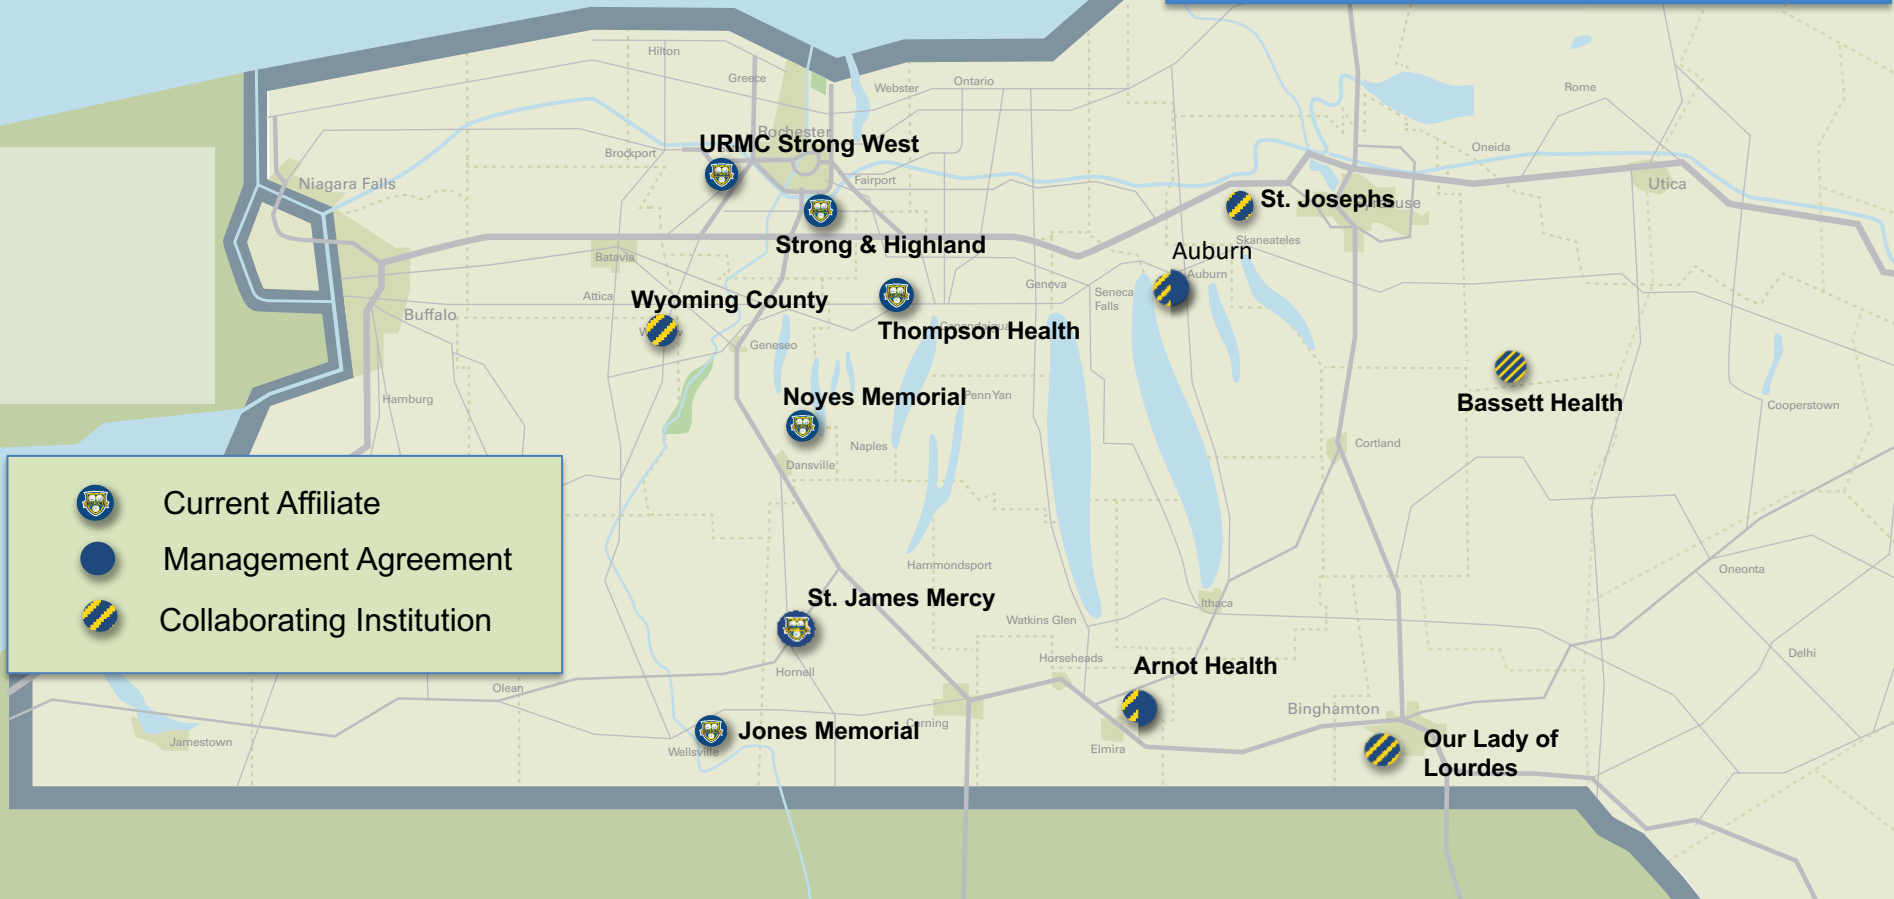 Hilton
Greece
Ontario
Webster
Rome
Rochester
URMC Strong West
Brockport
Oneida
Fairport
Niagara Falls
Utica
St. Josephs
Skaneateles
Strong & Highland
Auburn
Batavia
Auburn
Geneva
Seneca
Falls
Attica
Wyoming County
Buffalo
Thompson Health
Geneseo
Noyes Memorial
Penn Yan
Hamburg
Bassett Health
Cooperstown
Naples
Cortland
Dansville
Current Affiliate
Management Agreement
Collaborating Institution
Hammondsport
Oneonta
St. James Mercy
Ithaca
Watkins Glen
Horseheads
Delhi
Arnot Health
Hornell
Olean
Binghamton
Jones Memorial
Corning
Jamestown
Wellsville
Elmira
Our Lady of
Lourdes